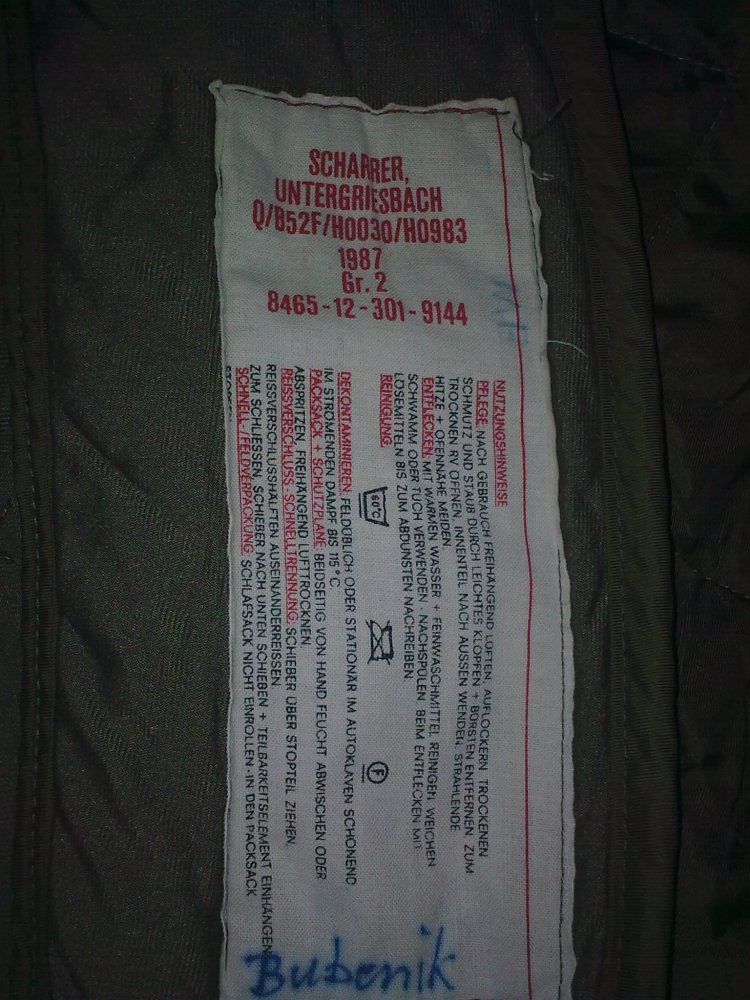 SCHARRER,
UNTERGRIESBACH
Q/B52F/H0030/H0983
1987
Gr. 2
8465-12-301-9144
NUTZUNGSHINWEISE
PFLEGE: NACH GEBRAUCH FREIHÄNGEND LÜFTEN, AUFLOCKERN. TROCKENEN
SCHMUTZ UND STAUB DURCH LEICHTES KLOPFEN + BÜRSTEN ENTFERNEN. ZUM
TROCKNEN RV ÖFFNEN, INNENTEIL NACH AUSSEN WENDEN, STRAHLENDE
HITZE + OFENNÄHE MEIDEN
ENTFLECKEN: MIT WARMEN WASSER + FEINWASCHMITTEL REINIGEN, WEICHEN
SCHWAMM ODER TUCH VERWENDEN - NACHSPÜLEN. BEIM ENTFLECKEN MIT
LÖSEMITTELN BIS ZUM ABDUNSTEN NACHREIBEN.
REINIGUNG:
60°C
F
DEKONTAMINIEREN: FELDÜBLICH ODER STATIONÄR IM AUTOKLAVEN SCHONEND
IM STRÖMENDEN DAMPF BIS 115°C.
PACKSACK + SCHUTZPLANE BEIDSEITIG VON HAND FEUCHT ABWISCHEN ODER
ABSPRITZEN, FREIHÄNGEND LUFTTROCKNEN.
REISSVERSCHLUSS, SCHNELLTRENNUNG: SCHIEBER ÜBER STOPTEIL ZIEHEN,
REISSVERSCHLUSSHÄLFTEN AUSEINANDERREISSEN.
ZUM SCHLIESSEN, SCHIEBER NACH UNTEN SCHIEBEN + TEILBARKEITSELEMENT EINHÄNGEN
SCHNELL-/FELDVERPACKUNG: SCHLAFSACK NICHT EINROLLEN - IN DEN PACKSACK
Bubenik